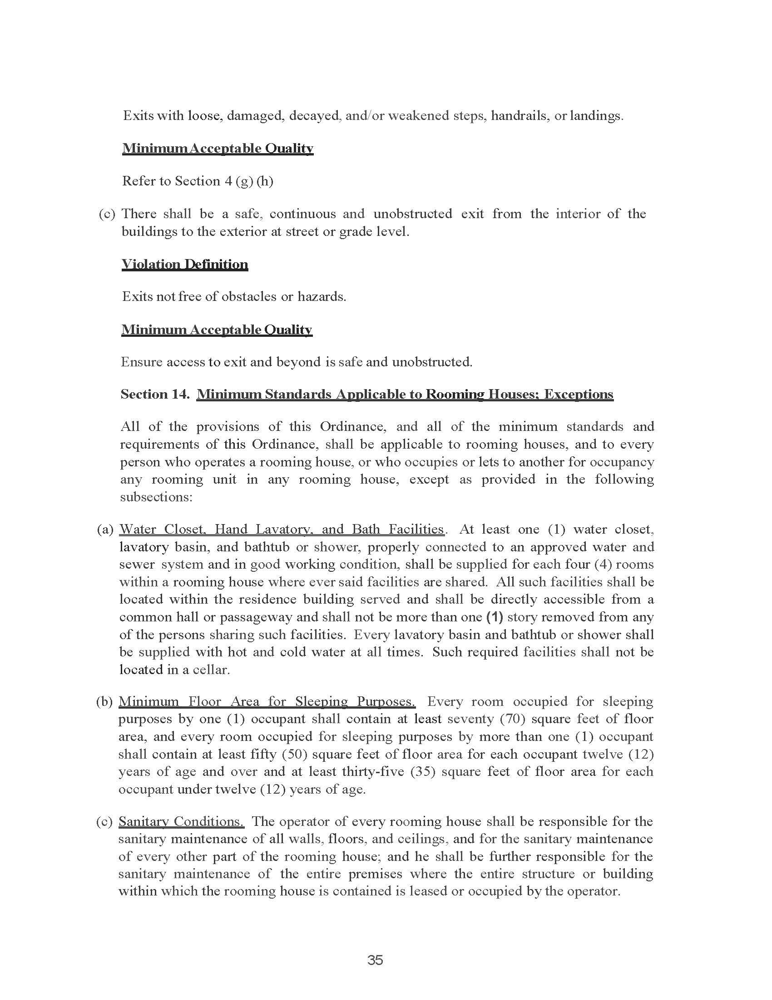 Exits with loose, damaged, decayed, and/or weakened steps, handrails, or landings.
Minimum Acceptable Quality
Refer to Section 4 (g) (h)
(c) There shall be a safe, continuous and unobstructed exit from the interior of the
buildings to the exterior at street or grade level.
Violation Definition
Exits not free of obstacles or hazards.
Minimum Acceptable Quality
Ensure access to exit and beyond is safe and unobstructed.
Section 14. Minimum Standards Applicable to Rooming Houses; Exceptions
All of the provisions of this Ordinance, and all of the minimum standards and
requirements of this Ordinance, shall be applicable to rooming houses, and to every
person who operates a rooming house, or who occupies or lets to another for occupancy
any rooming unit in any rooming house, except as provided in the following
subsections:
(a) Water Closet, Hand Lavatory, and Bath Facilities. At least one (1) water closet,
lavatory basin, and bathtub or shower, properly connected to an approved water and
sewer system and in good working condition, shall be supplied for each four (4) rooms
within a rooming house where ever said facilities are shared. All such facilities shall be
located within the residence building served and shall be directly accessible from a
common hall or passageway and shall not be more than one (1) story removed from any
of the persons sharing such facilities. Every lavatory basin and bathtub or shower shall
be supplied with hot and cold water at all times. Such required facilities shall not be
located in a cellar.
(b) Minimum Floor Area for Sleeping Purposes. Every room occupied for sleeping
purposes by one (1) occupant shall contain at least seventy (70) square feet of floor
area, and every room occupied for sleeping purposes by more than one (1) occupant
shall contain at least fifty (50) square feet of floor area for each occupant twelve (12)
years of age and over and at least thirty-five (35) square feet of floor area for each
occupant under twelve (12) years of age.
(c) Sanitary Conditions. The operator of every rooming house shall be responsible for the
sanitary maintenance of all walls, floors, and ceilings, and for the sanitary maintenance
of every other part of the rooming house; and he shall be further responsible for the
sanitary maintenance of the entire premises where the entire structure or building
within which the rooming house is contained is leased or occupied by the operator.
35